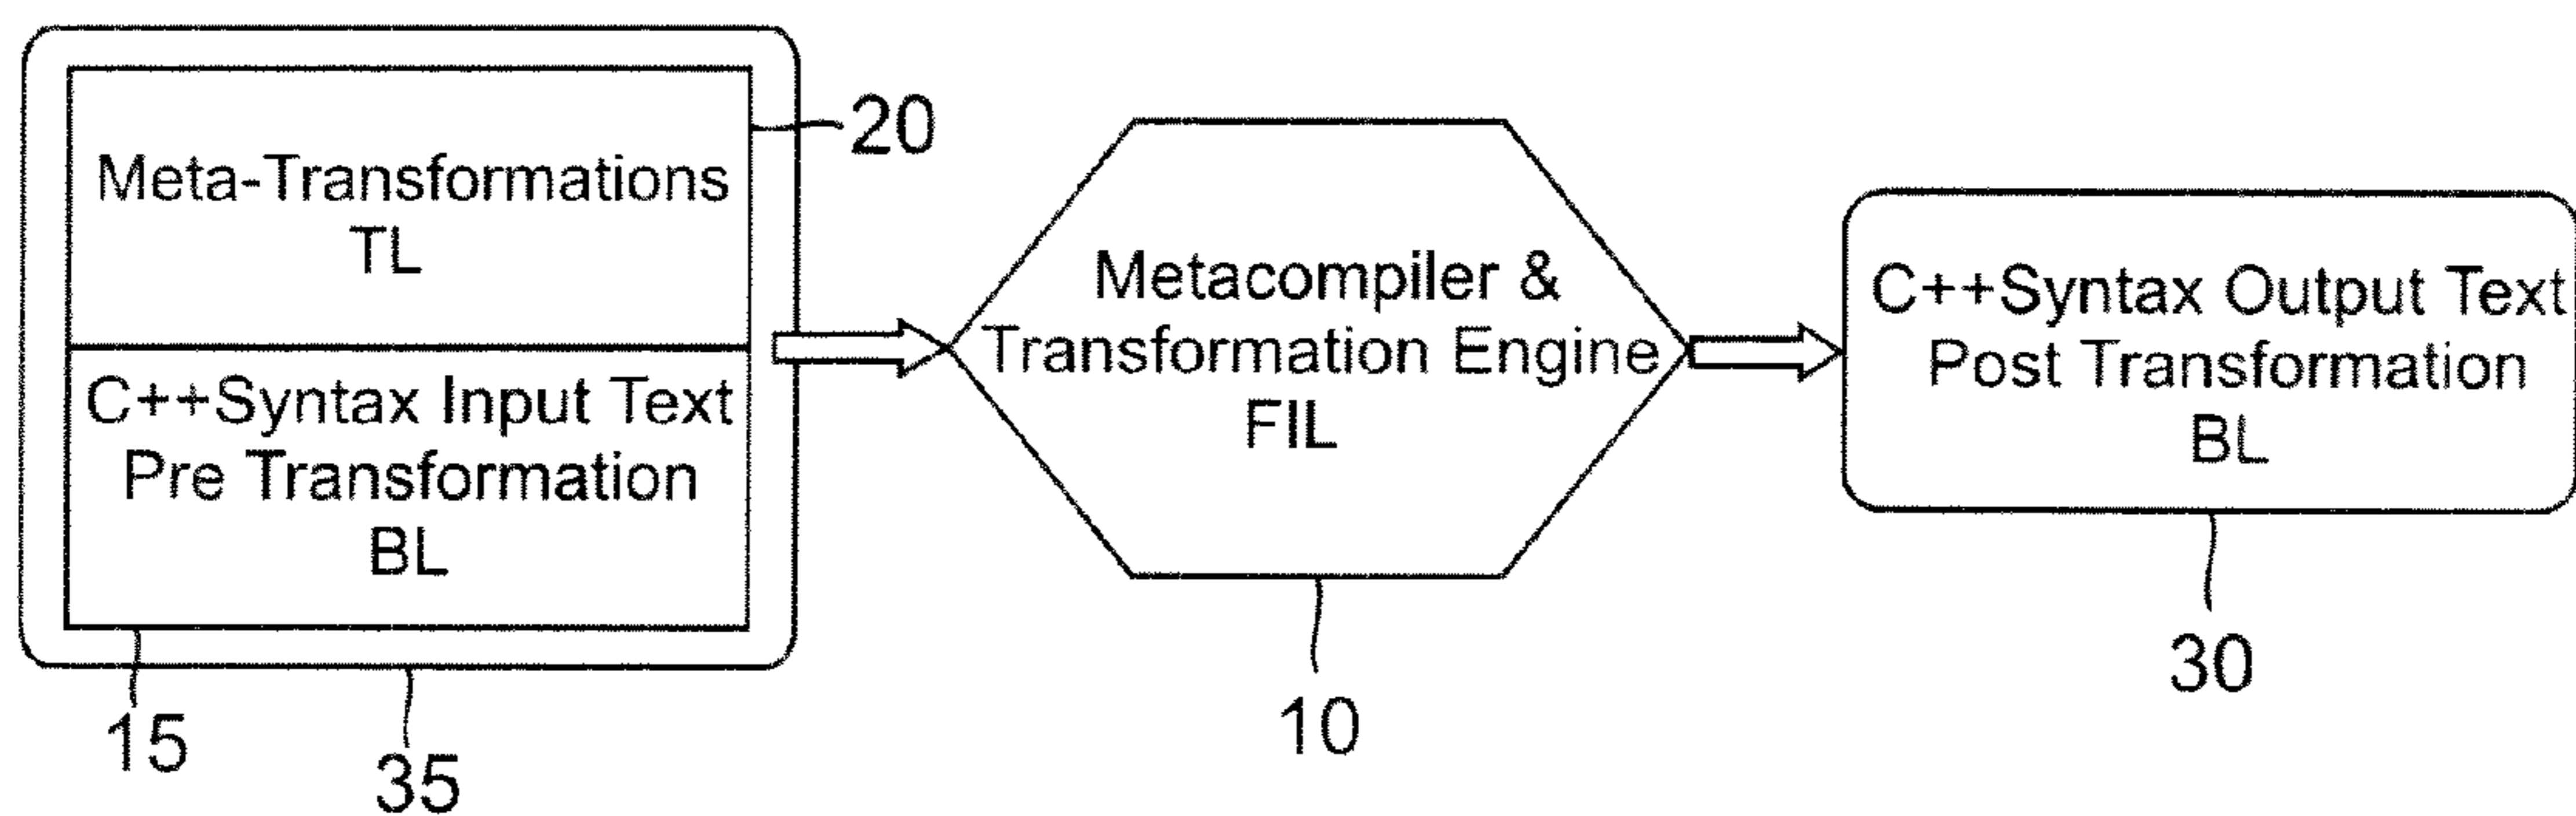 Meta-Transformations
TL
20
C++Syntax Input Text
Pre Transformation
BL
15
35
Metacompiler &
Transformation Engine
FIL
10
C++Syntax Output Text
Post Transformation
BL
30